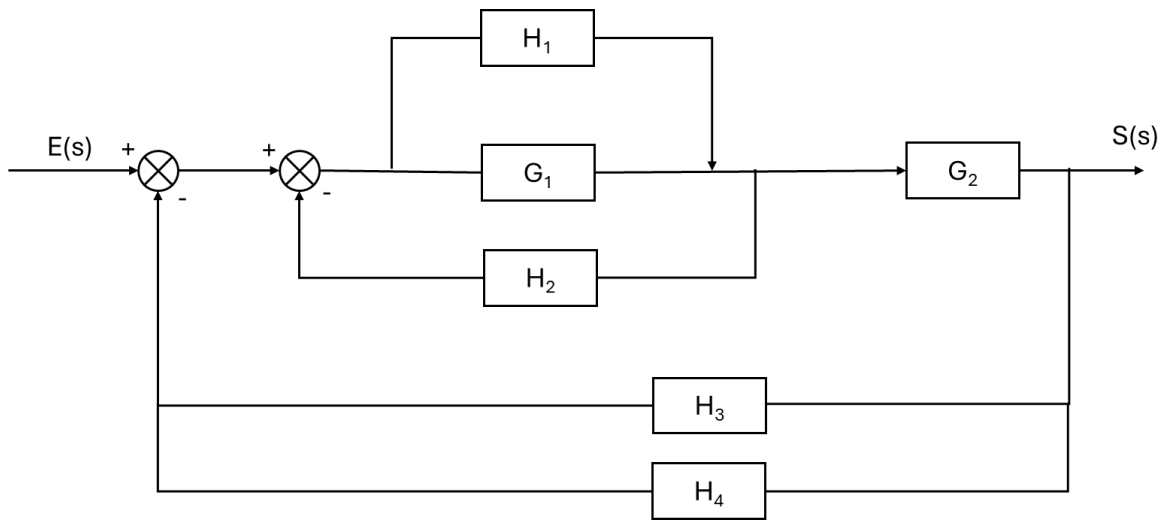 H₁
E(s)
+
+
S(s)
G₁
G₂
-
-
H₂
H₃
H₄